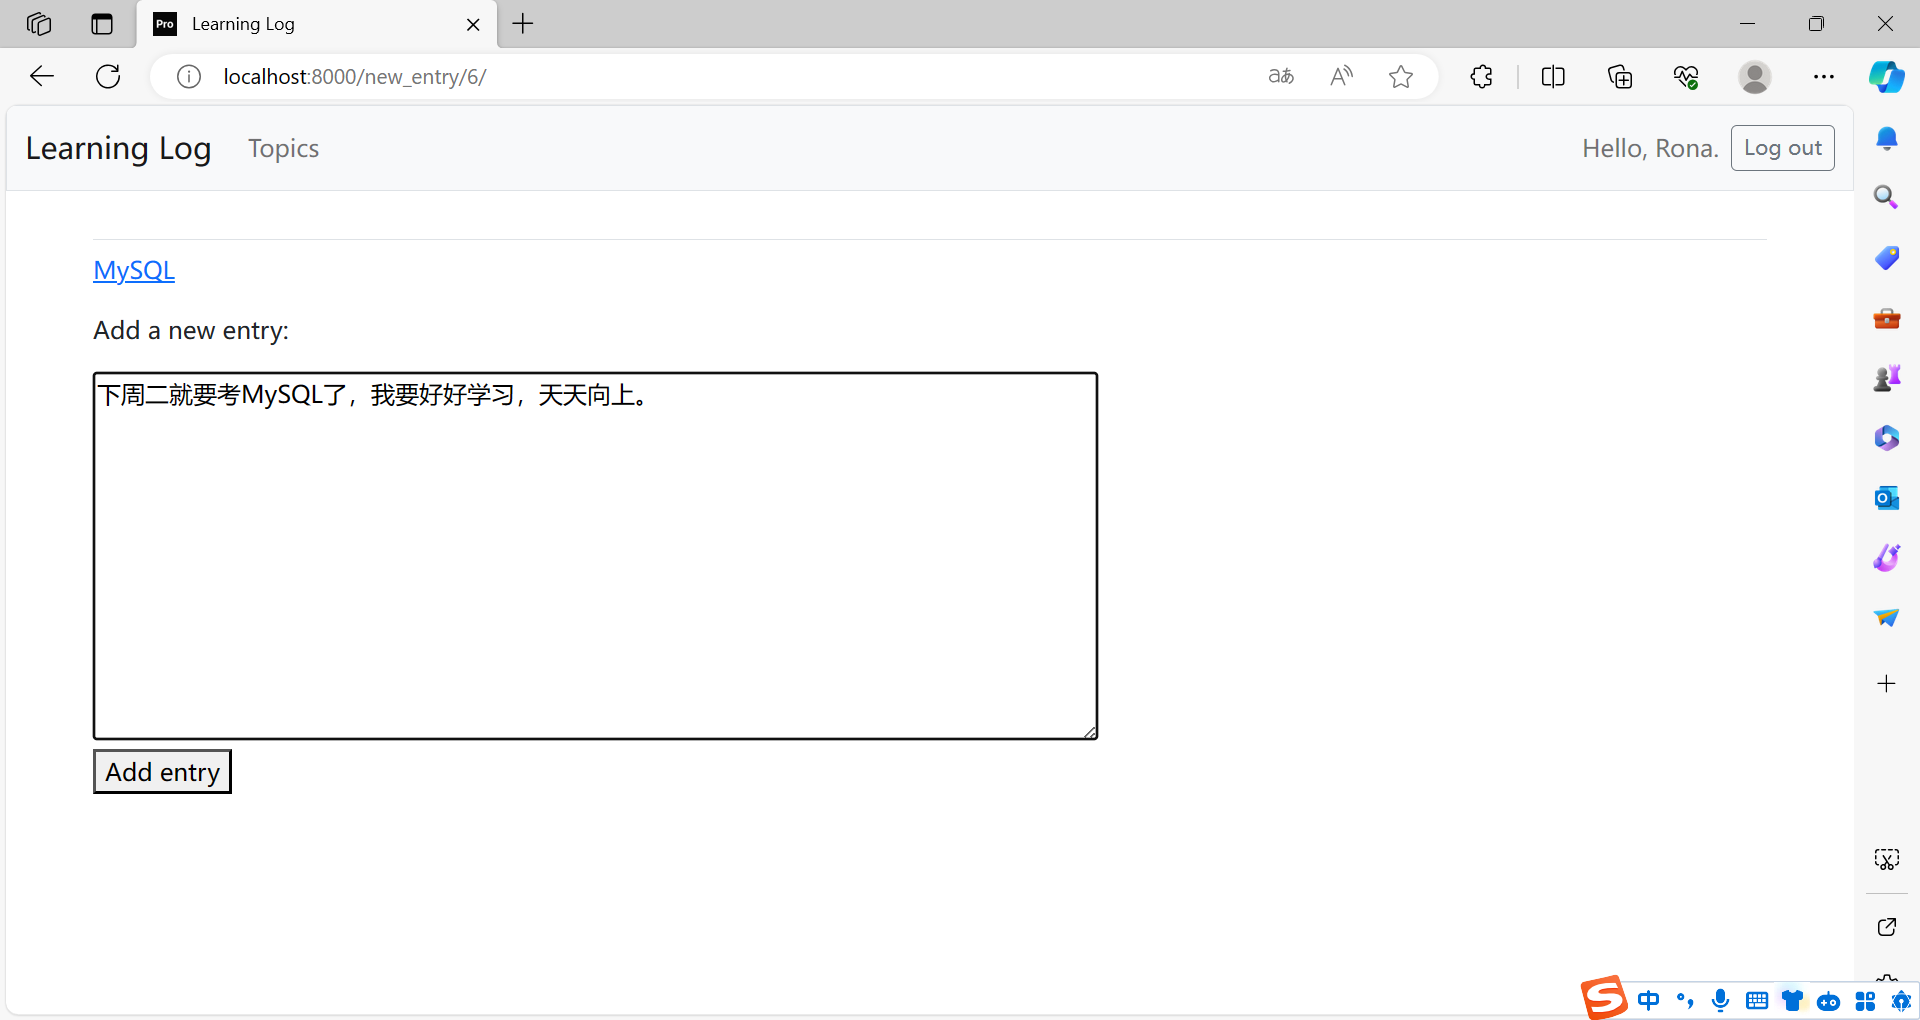 Pro Learning Log
localhost:8000/new_entry/6/
aあ A
Learning Log Topics Hello, Rona. Log out
MySQL
Add a new entry:
下周二就要考MySQL了，我要好好学习，天天向上。
Add entry
S 中 °,